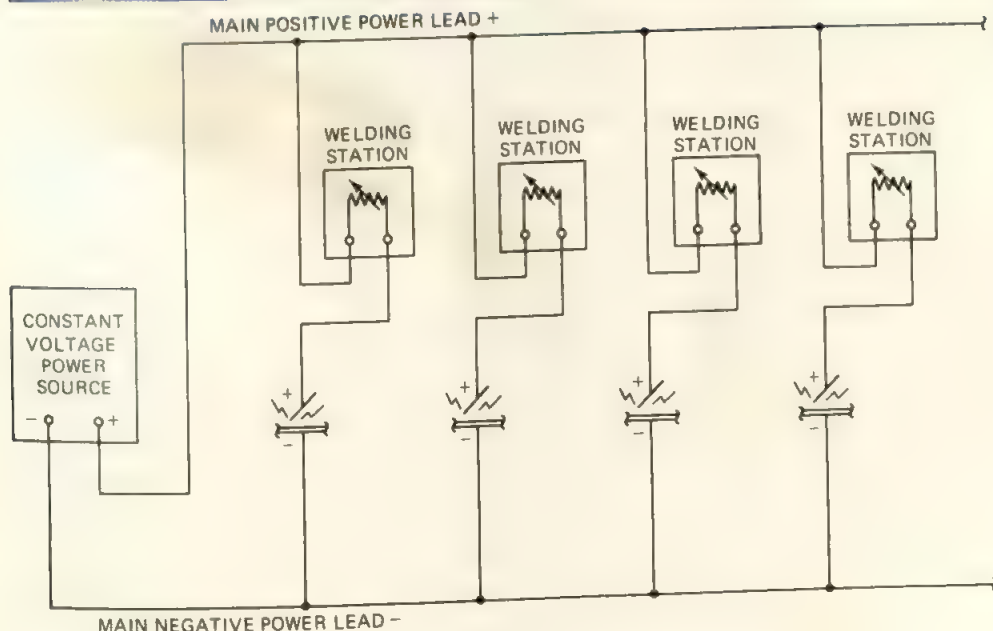 MAIN POSITIVE POWER LEAD +
WELDING
STATION
WELDING
STATION
WELDING
STATION
WELDING
STATION
CONSTANT
VOLTAGE
POWER
SOURCE
- +
+
-
+
-
+
-
+
-
MAIN NEGATIVE POWER LEAD -